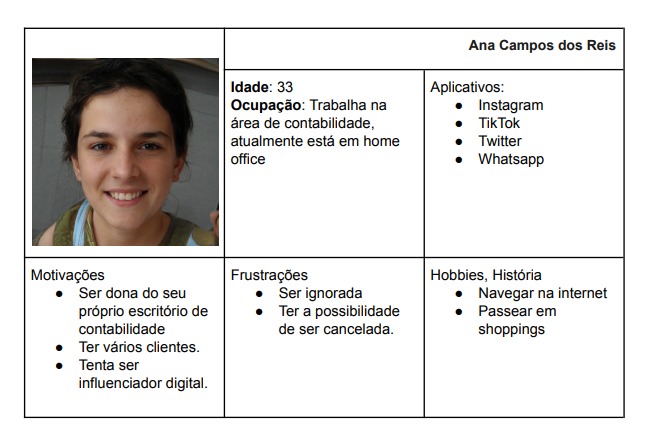 Ana Campos dos Reis
Idade: 33
Ocupação: Trabalha na
área de contabilidade,
atualmente está em home
office
Aplicativos:
● Instagram
● TikTok
● Twitter
● Whatsapp
Motivações
● Ser dona do seu
próprio escritório de
contabilidade
● Ter vários clientes.
● Tenta ser
influenciador digital.
Frustrações
● Ser ignorada
● Ter a possibilidade
de ser cancelada.
Hobbies, História
● Navegar na internet
● Passear em
shoppings